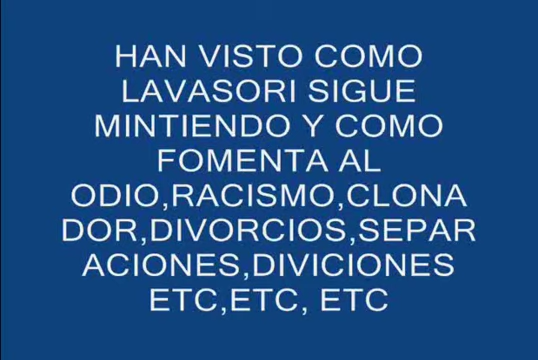 HAN VISTO COMO
LAVASORI SIGUE
MINTIENDO Y COMO
FOMENTA AL
ODIO,RACISMO,CLONA
DOR,DIVORCIOS,SEPAR
ACIONES,DIVICIONES
ETC,ETC, ETC